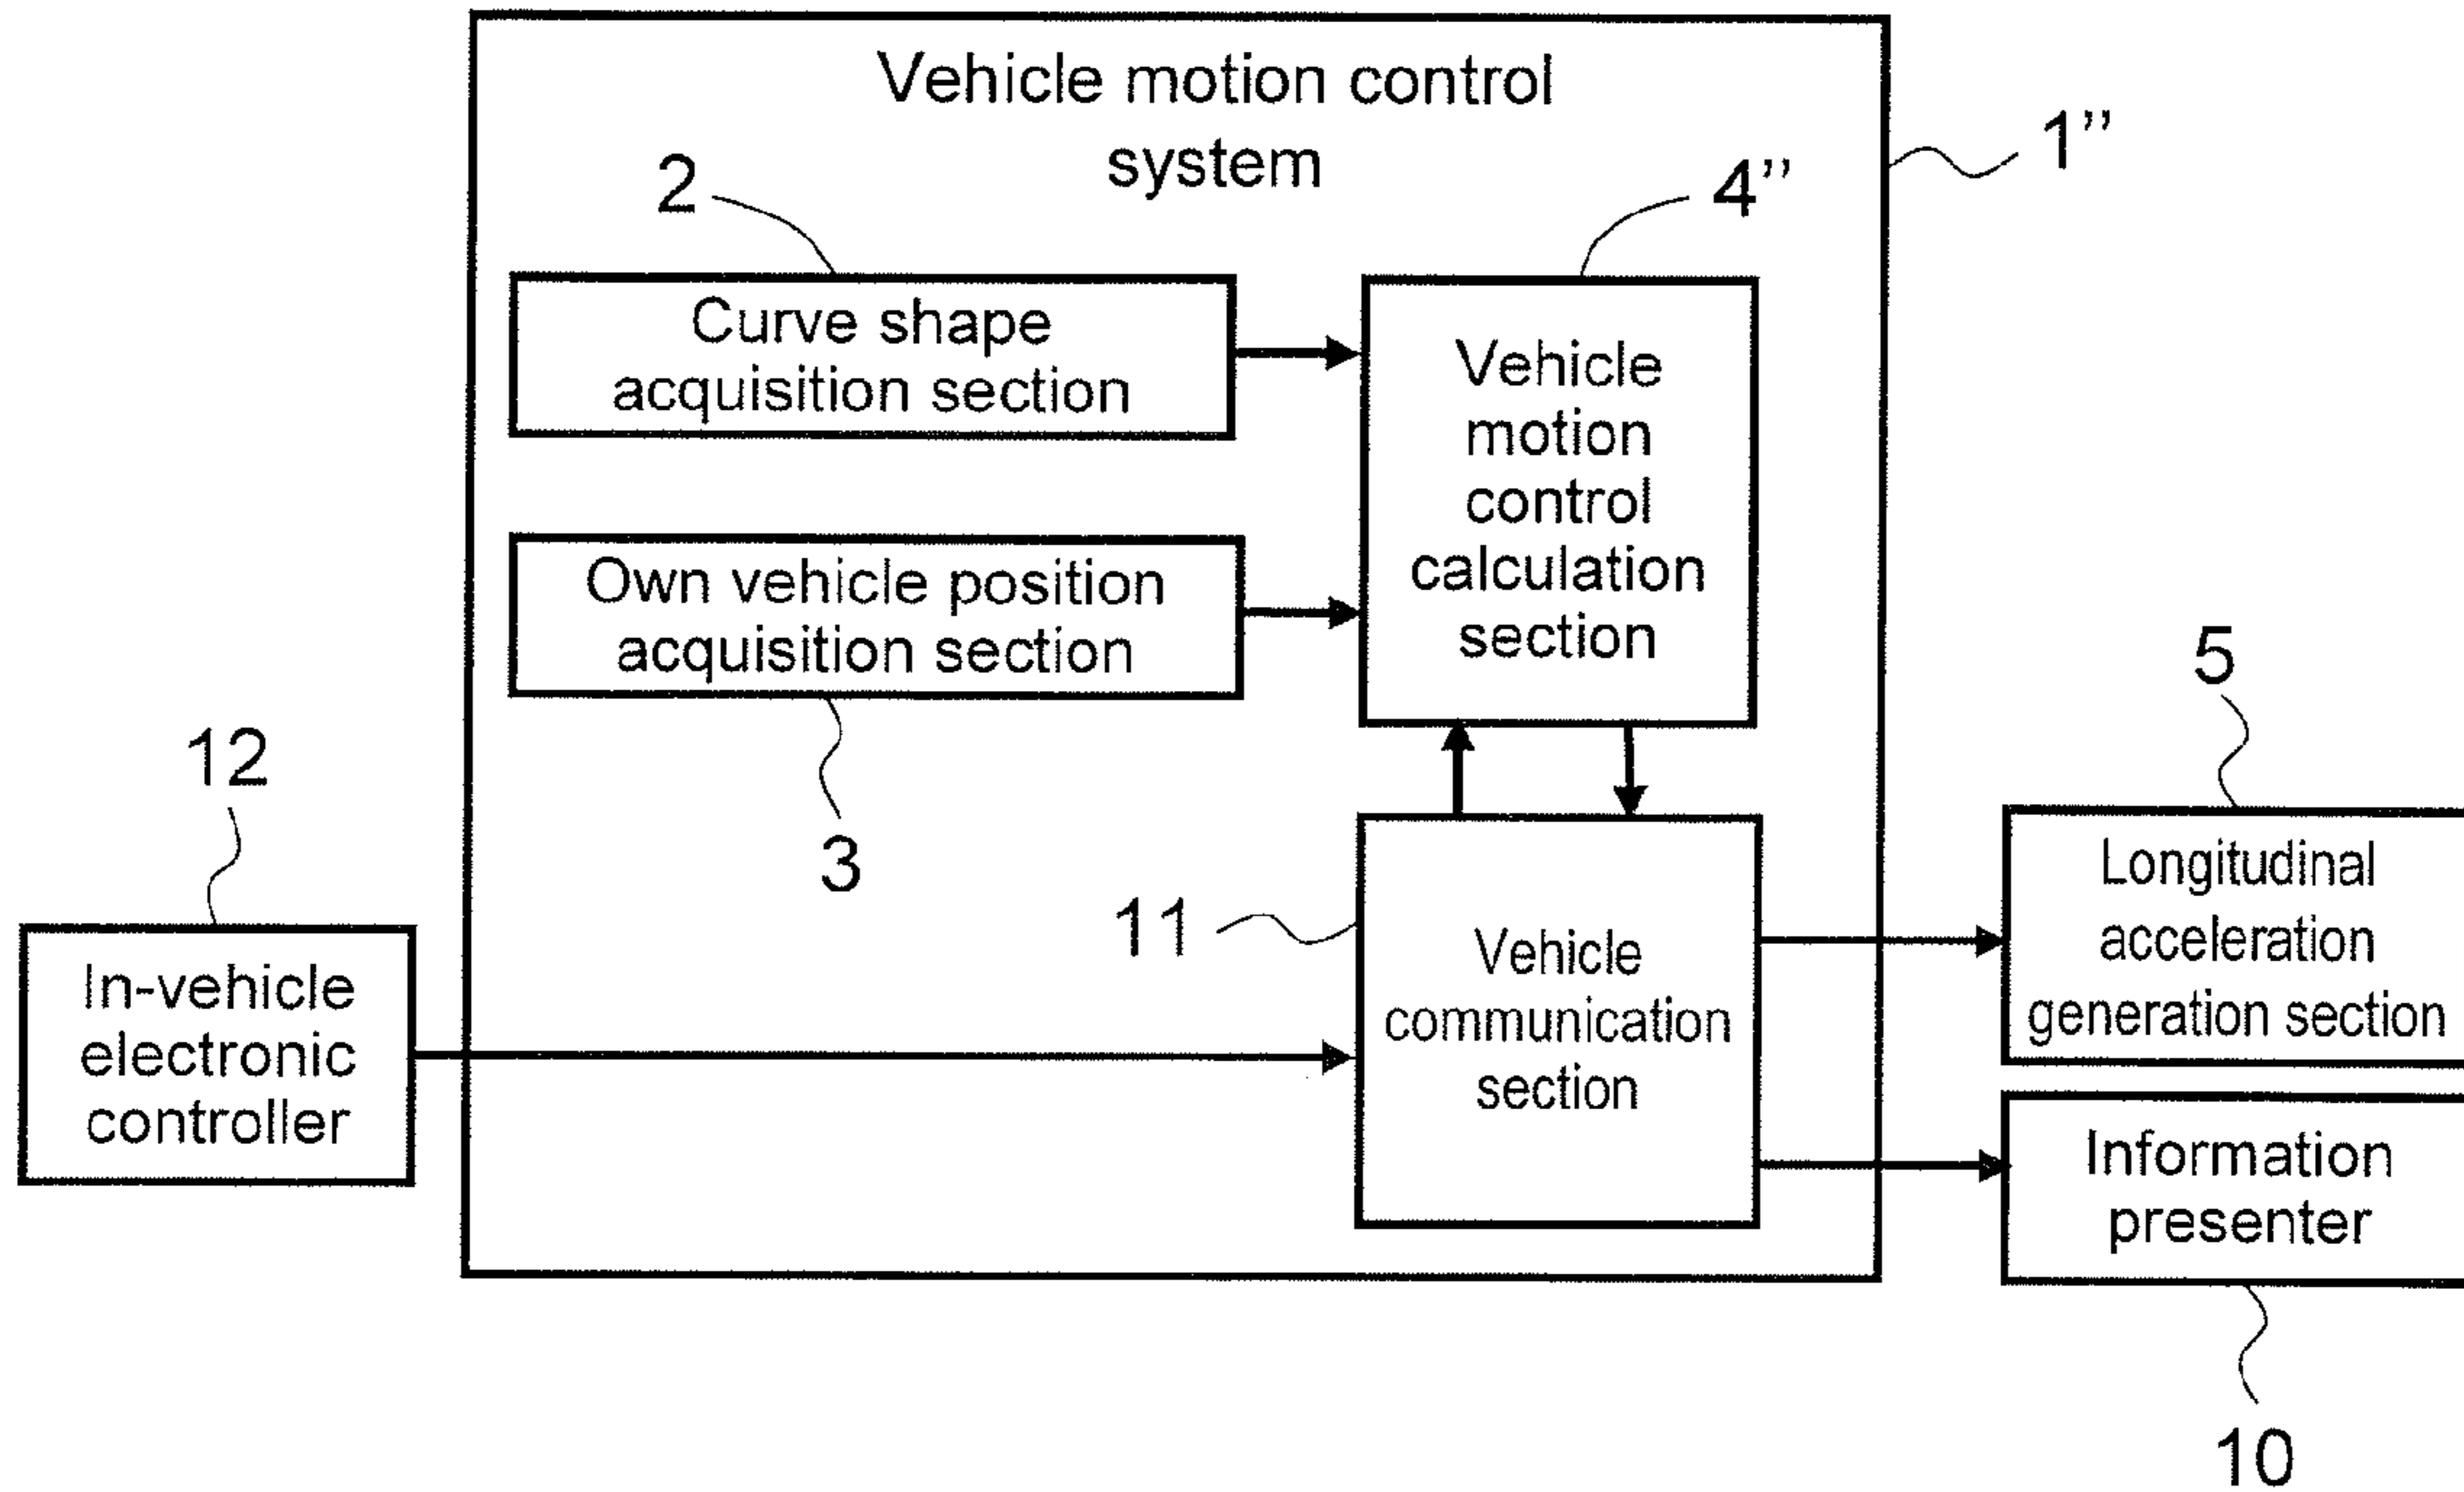 Vehicle motion control
system
1”
2
4”
Curve shape
acquisition section
Vehicle
motion
control
calculation
section
Own vehicle position
acquisition section
3
12
In-vehicle
electronic
controller
11
Vehicle
communication
section
5
Longitudinal
acceleration
generation section
Information
presenter
10